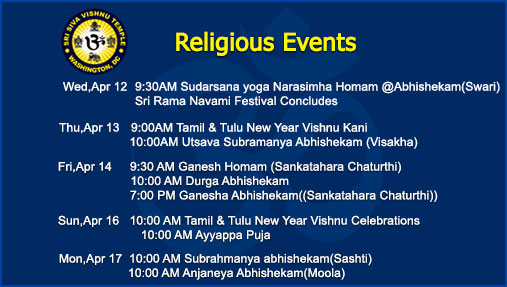 SRI SIVA VISHNU TEMPLE
WASHINGTON, DC
Religious Events
Wed,Apr 12 9:30AM Sudarsana yoga Narasimha Homam @Abhishekam(Swari)
Sri Rama Navami Festival Concludes
Thu,Apr 13 9:00AM Tamil & Tulu New Year Vishnu Kani
10:00AM Utsava Subramanya Abhishekam (Visakha)
Fri,Apr 14 9:30 AM Ganesh Homam (Sankatahara Chaturthi)
10:00 AM Durga Abhishekam
7:00 PM Ganesha Abhishekam((Sankatahara Chaturthi))
Sun,Apr 16 10:00 AM Tamil & Tulu New Year Vishnu Celebrations
10:00 AM Ayyappa Puja
Mon,Apr 17 10:00 AM Subrahmanya abhishekam(Sashti)
10:00 AM Anjaneya Abhishekam(Moola)